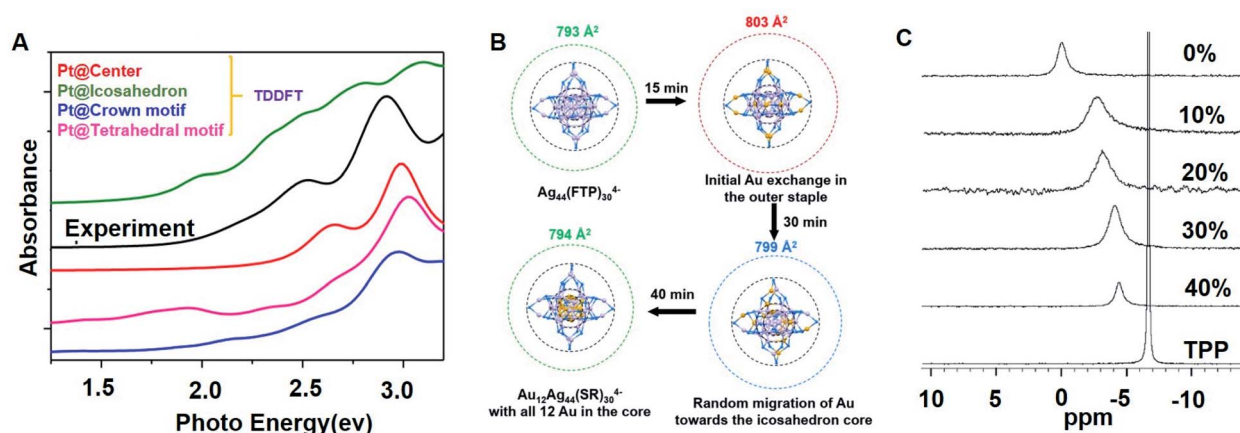 A
Pt@Center
Pt@Icosahedron
Pt@Crown motif
Pt@Tetrahedral motif
TDDFT
Experiment
Absorbance
1.5 2.0 2.5 3.0
Photo Energy(ev)
B
793 Å²
803 Å²
15 min
Ag₄₄(FTP)₃₀⁴⁻
Initial Au exchange in
the outer staple
30 min
794 Å²
799 Å²
40 min
Au₁₂Ag₄₄(SR)₃₀⁴⁻
with all 12 Au in the core
Random migration of Au
towards the icosahedron core
C
0%
10%
20%
30%
40%
TPP
10 5 0 -5 -10
ppm